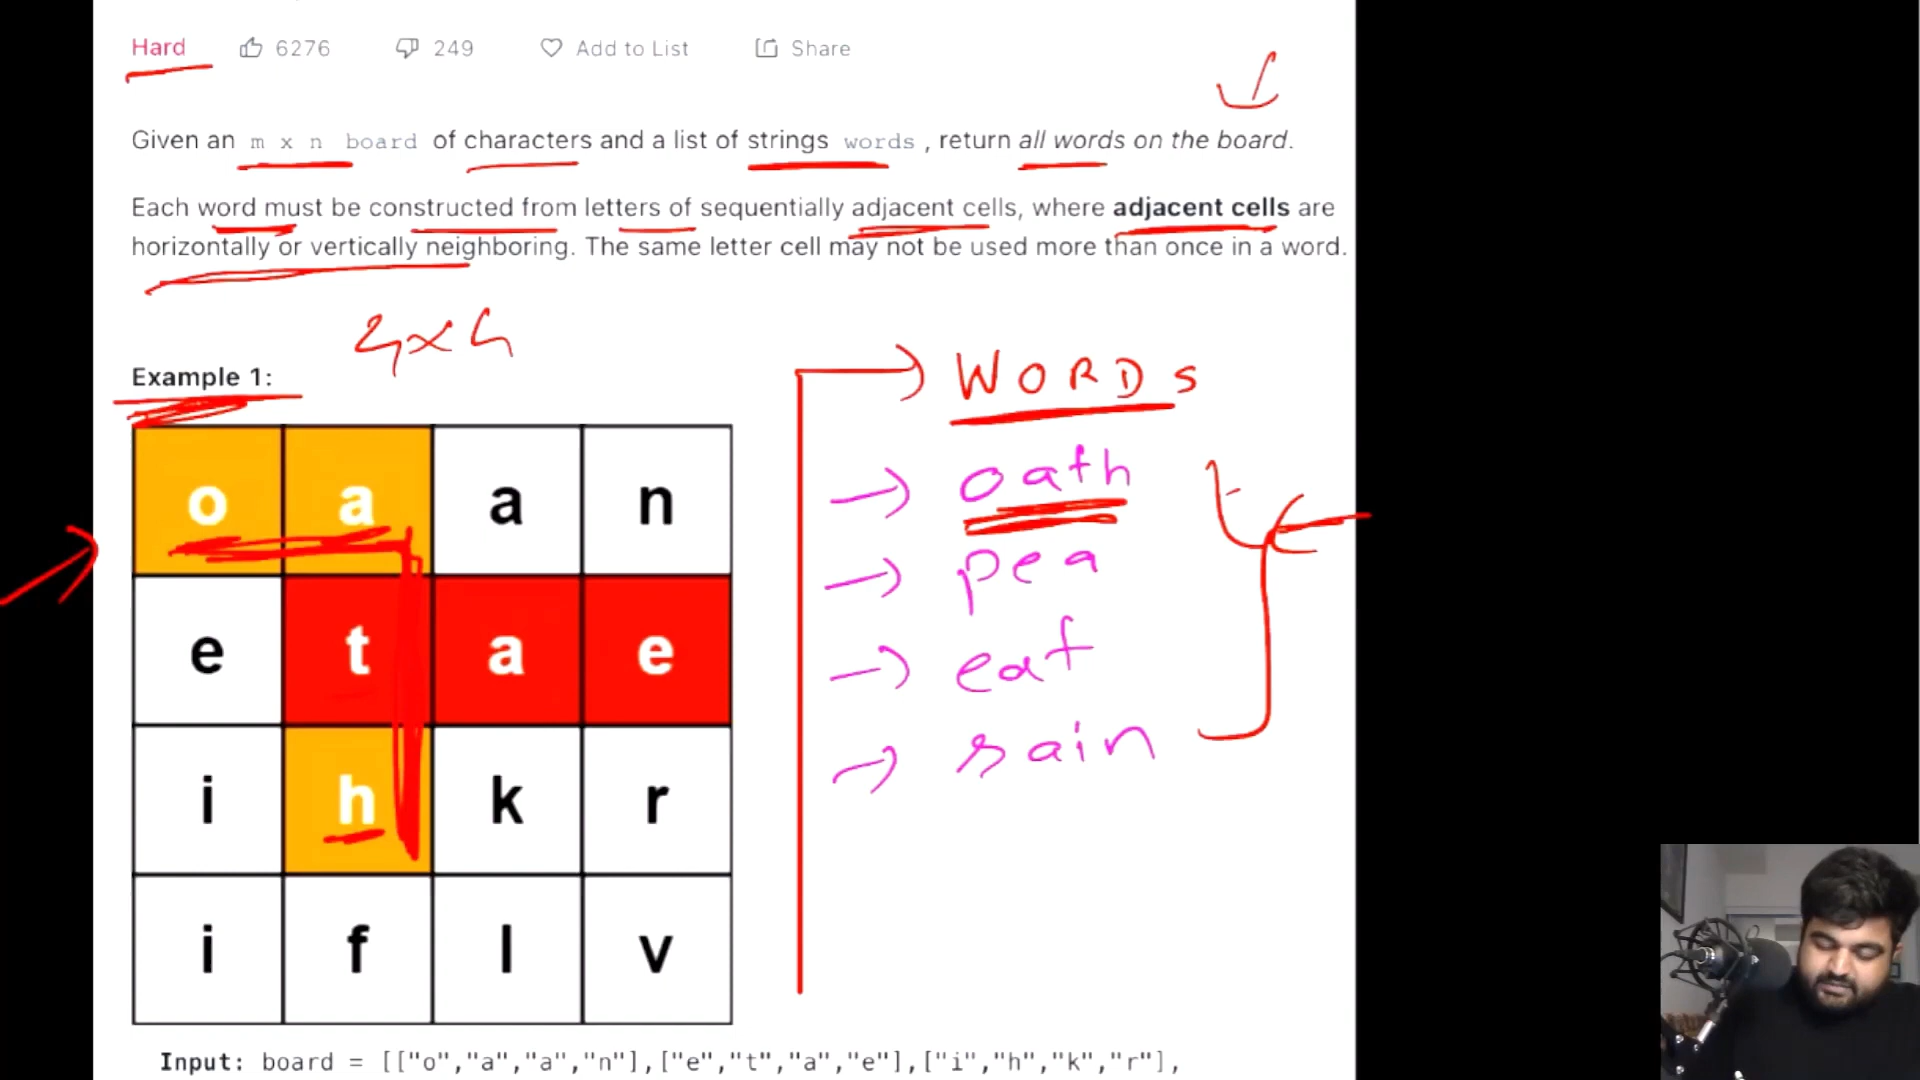 Hard 6276 249 Add to List Share
Given an m x n board of characters and a list of strings words , return all words on the board.
Each word must be constructed from letters of sequentially adjacent cells, where adjacent cells are
horizontally or vertically neighboring. The same letter cell may not be used more than once in a word.
4x4
Example 1:
WORDS
o a a n
oath
pea
e t a e
eat
rain
i h k r
i f l v
Input: board = [["o","a","a","n"],["e","t","a","e"],["i","h","k","r"],